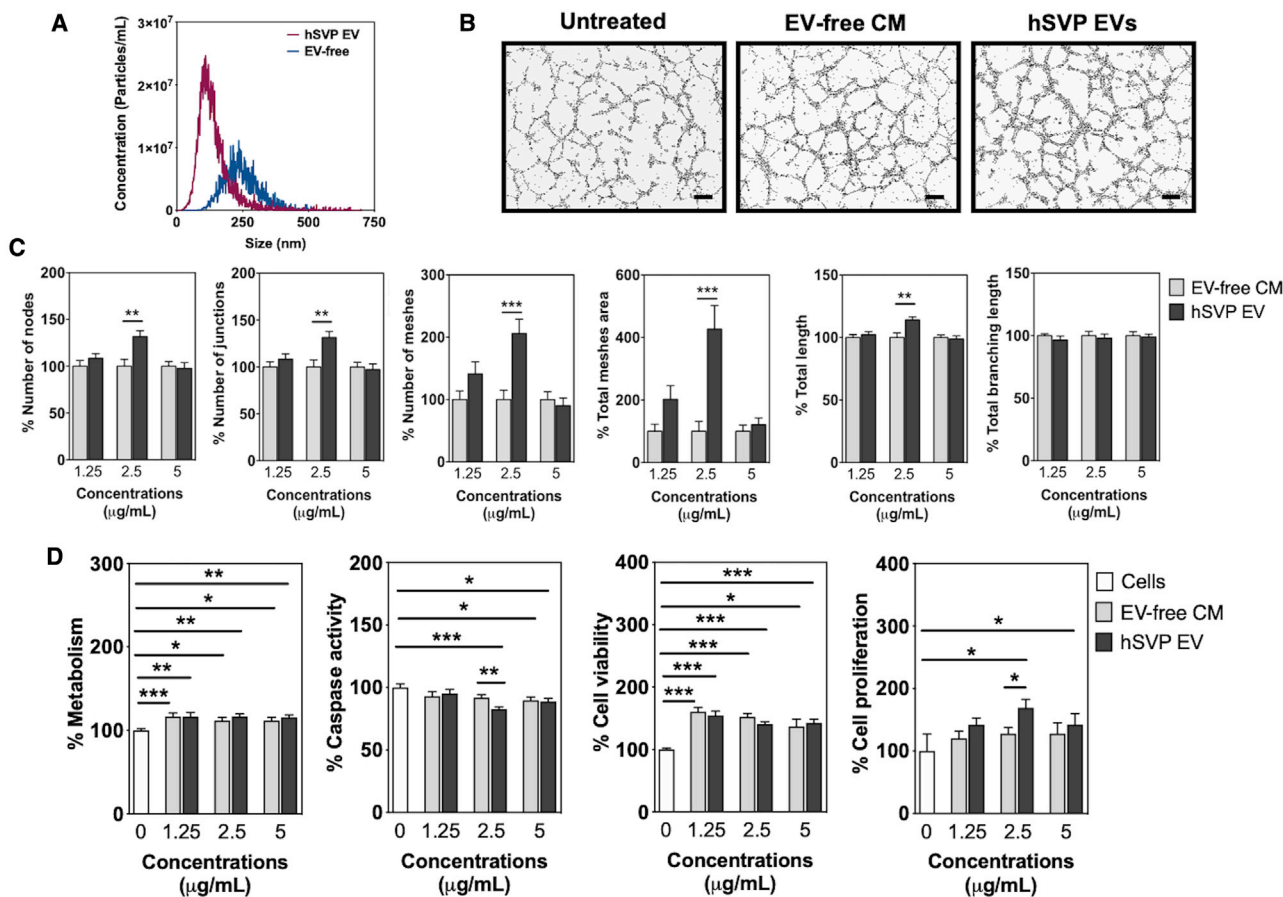 A
3×10⁷
2×10⁷
1×10⁷
0
Concentration (Particles/mL)
hSVP EV
EV-free
0
250
500
750
Size (nm)
B
Untreated
EV-free CM
hSVP EVs
C
% Number of nodes
200
150
100
50
0
**
1.25
2.5
5
Concentrations
(μg/mL)
% Number of junctions
200
150
100
50
0
**
1.25
2.5
5
Concentrations
(μg/mL)
% Number of meshes
300
200
100
0
***
1.25
2.5
5
Concentrations
(μg/mL)
% Total meshes area
600
400
200
0
***
1.25
2.5
5
Concentrations
(μg/mL)
% Total length
150
100
50
0
**
1.25
2.5
5
Concentrations
(μg/mL)
% Total branching length
150
100
50
0
1.25
2.5
5
Concentrations
(μg/mL)
EV-free CM
hSVP EV
D
% Metabolism
300
200
100
0
**
*
**
*
**
***
0
1.25
2.5
5
Concentrations
(μg/mL)
% Caspase activity
200
150
100
50
0
*
*
***
**
0
1.25
2.5
5
Concentrations
(μg/mL)
% Cell viability
400
300
200
100
0
***
*
***
***
***
***
0
1.25
2.5
5
Concentrations
(μg/mL)
% Cell proliferation
400
300
200
100
0
*
*
*
0
1.25
2.5
5
Concentrations
(μg/mL)
Cells
EV-free CM
hSVP EV